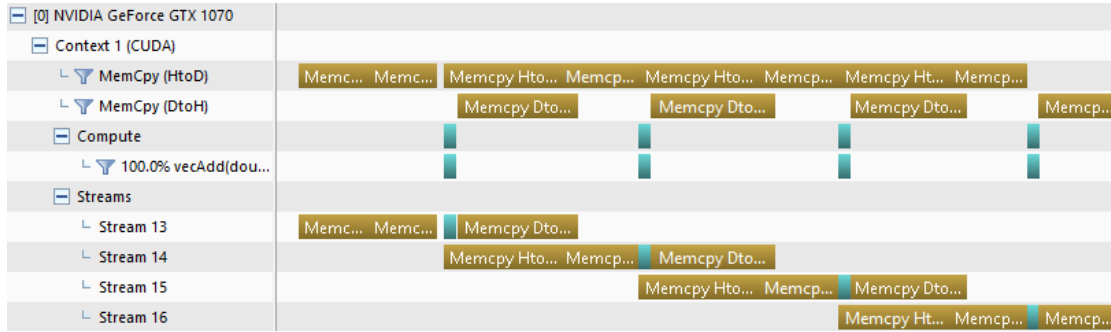 [0] NVIDIA GeForce GTX 1070
Context 1 (CUDA)
MemCpy (HtoD) Memc... Memc... Memcpy Hto... Memcp... Memcpy Hto... Memcp... Memcpy Ht... Memcp...
MemCpy (DtoH) Memcpy Dto... Memcpy Dto... Memcpy Dto... Memcp...
Compute
100.0% vecAdd(dou...
Streams
Stream 13 Memc... Memc... Memcpy Dto...
Stream 14 Memcpy Hto... Memcp... Memcpy Dto...
Stream 15 Memcpy Hto... Memcp... Memcpy Dto...
Stream 16 Memcpy Ht... Memcp... Memcp...